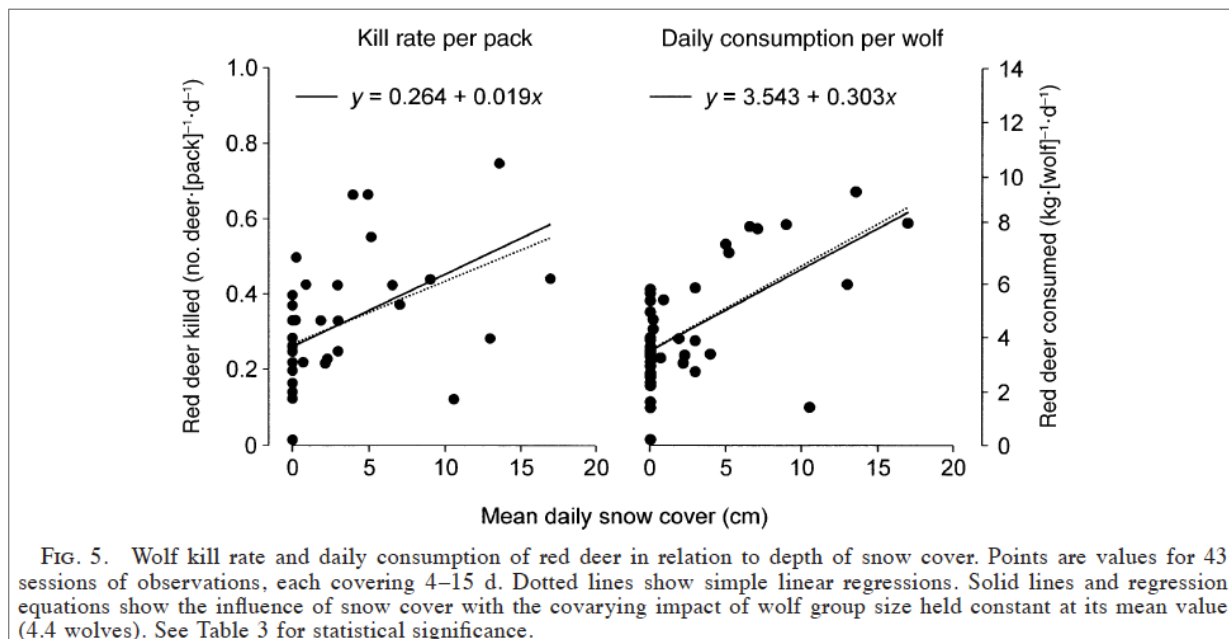 Kill rate per pack
Daily consumption per wolf
y = 0.264 + 0.019x
y = 3.543 + 0.303x
Red deer killed (no. deer·[pack]⁻¹·d⁻¹)
1.0
0.8
0.6
0.4
0.2
0
0 5 10 15 20
0 5 10 15 20
14
12
10
8
6
4
2
0
Red deer consumed (kg·[wolf]⁻¹·d⁻¹)
Mean daily snow cover (cm)
FIG. 5. Wolf kill rate and daily consumption of red deer in relation to depth of snow cover. Points are values for 43
sessions of observations, each covering 4–15 d. Dotted lines show simple linear regressions. Solid lines and regression
equations show the influence of snow cover with the covarying impact of wolf group size held constant at its mean value
(4.4 wolves). See Table 3 for statistical significance.